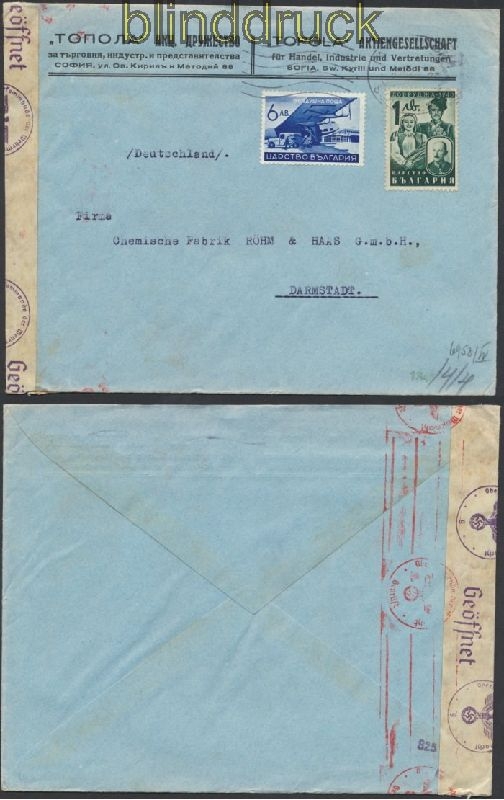 blinddruck
Geöffnet
„ТОПОЛА" АКЦ. ДРУЖЕСТВО
за търговия, индустр. и представителства
СОФИЯ, ул. Св. Кирилъ и Методий 88
„TOPOLA" AKTIENGESELLSCHAFT
für Handel, Industrie und Vertretungen
SOFIA, Sw. Kyrill und Metodi 88
6 ЛВ.
ВЪЗДУШНА ПОЩА
ЦАРСТВО БЪЛГАРИЯ
1 ЛВ.
ЦАРСТВО
БЪЛГАРИЯ
/Deutschland/.
Firma
Chemische Fabrik RÖHM & HAAS G.m.b.H.,
DARMSTADT.
Geöffnet
825